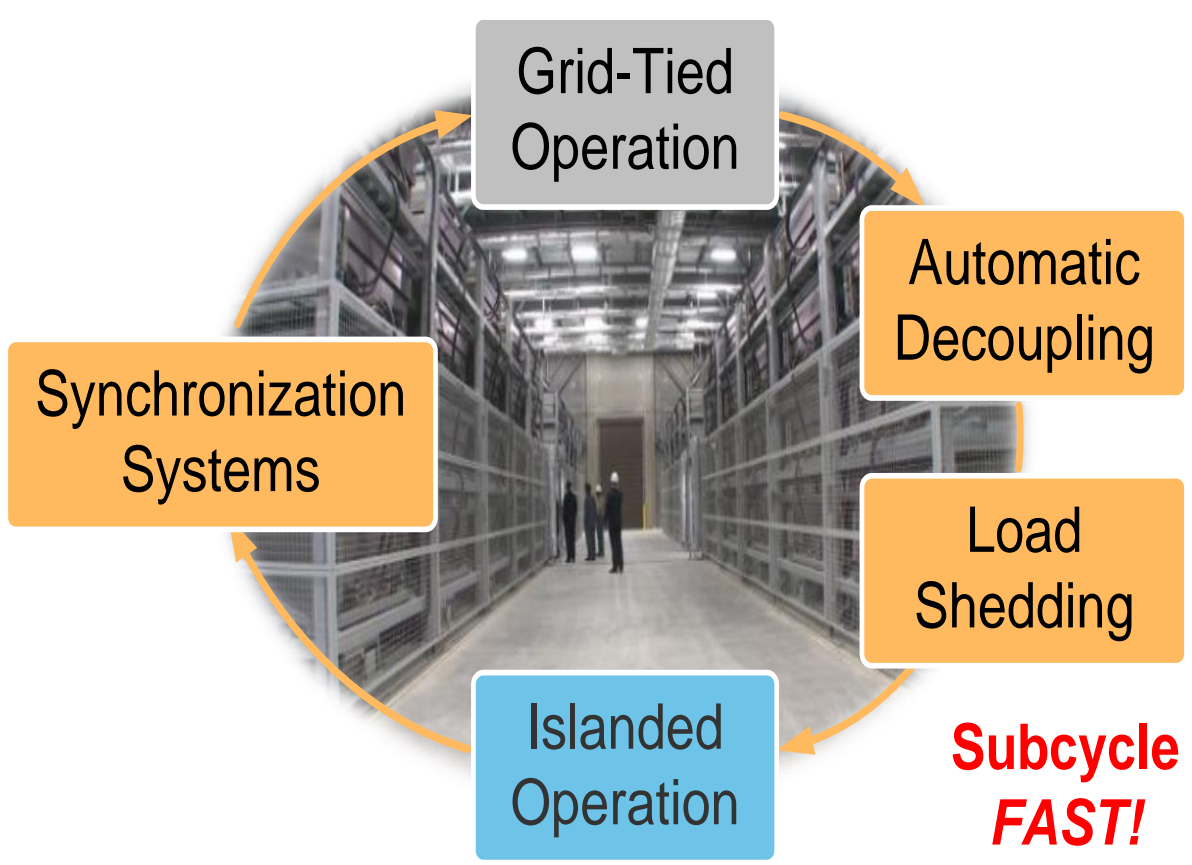 Grid-Tied
Operation
Automatic
Decoupling
Load
Shedding
Subcycle
FAST!
Islanded
Operation
Synchronization
Systems